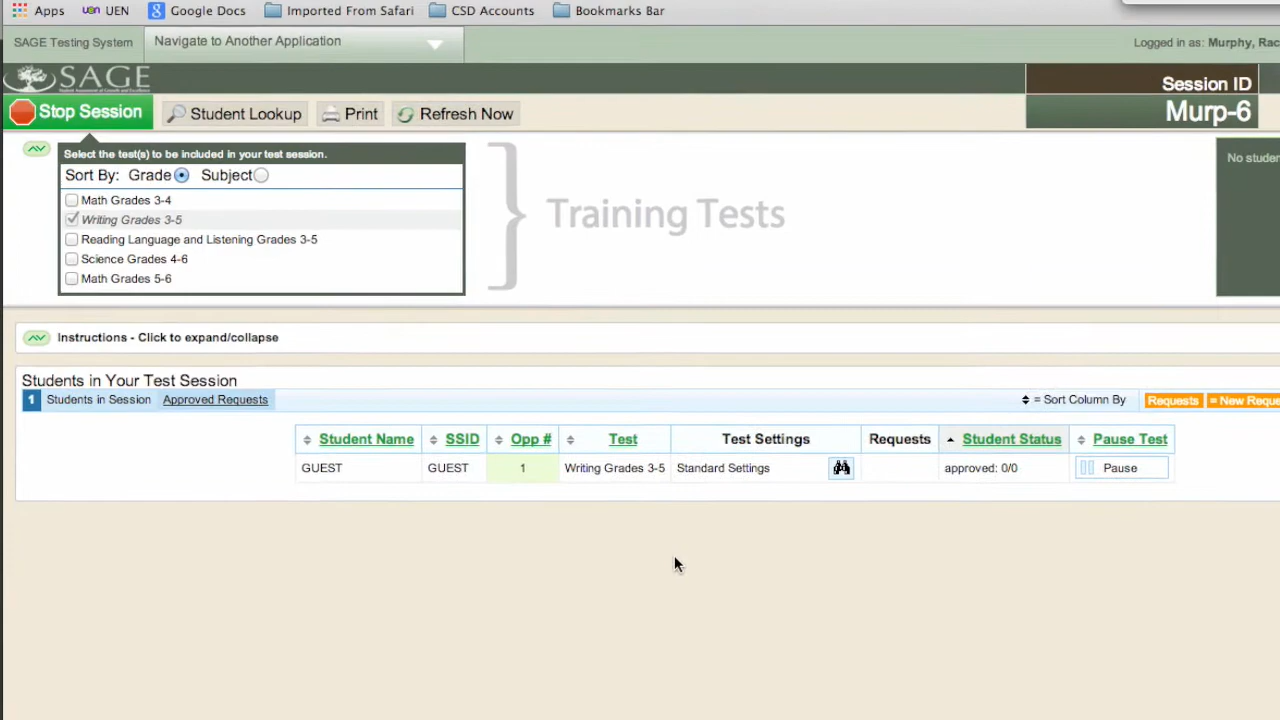 Apps UEN Google Docs Imported From Safari CSD Accounts Bookmarks Bar
SAGE Testing System Navigate to Another Application Logged in as: Murphy, Rac
SAGE
Session ID
Stop Session Student Lookup Print Refresh Now Murp-6
Select the test(s) to be included in your test session.
Sort By: Grade Subject
Math Grades 3-4
Writing Grades 3-5
Reading Language and Listening Grades 3-5
Science Grades 4-6
Math Grades 5-6
Training Tests
No studen
Instructions - Click to expand/collapse
Students in Your Test Session
1 Students in Session Approved Requests = Sort Column By Requests = New Reque
Student Name SSID Opp # Test Test Settings Requests Student Status Pause Test
GUEST GUEST 1 Writing Grades 3-5 Standard Settings approved: 0/0 Pause